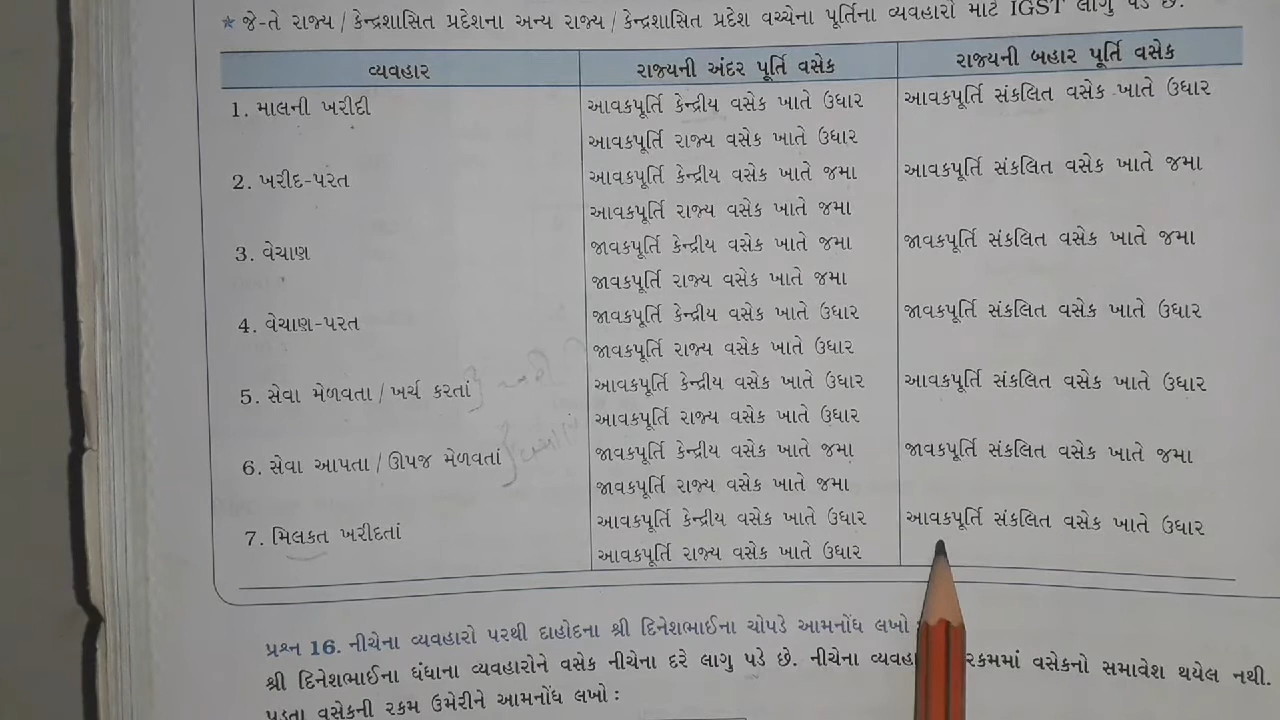 * જે-તે રાજ્ય / કેન્દ્રશાસિત પ્રદેશના અન્ય રાજ્ય / કેન્દ્રશાસિત પ્રદેશ વચ્ચેના પૂર્તિના વ્યવહારો માટે IGST લાગુ પડે છે.
વ્યવહાર રાજ્યની અંદર પૂર્તિ વસેક રાજ્યની બહાર પૂર્તિ વસેક
1. માલની ખરીદી આવકપૂર્તિ કેન્દ્રીય વસેક ખાતે ઉધાર આવકપૂર્તિ સંકલિત વસેક ખાતે ઉધાર
આવકપૂર્તિ રાજ્ય વસેક ખાતે ઉધાર
2. ખરીદ-પરત આવકપૂર્તિ કેન્દ્રીય વસેક ખાતે જમા આવકપૂર્તિ સંકલિત વસેક ખાતે જમા
આવકપૂર્તિ રાજ્ય વસેક ખાતે જમા
3. વેચાણ જાવકપૂર્તિ કેન્દ્રીય વસેક ખાતે જમા જાવકપૂર્તિ સંકલિત વસેક ખાતે જમા
જાવકપૂર્તિ રાજ્ય વસેક ખાતે જમા
4. વેચાણ-પરત જાવકપૂર્તિ કેન્દ્રીય વસેક ખાતે ઉધાર જાવકપૂર્તિ સંકલિત વસેક ખાતે ઉધાર
જાવકપૂર્તિ રાજ્ય વસેક ખાતે ઉધાર
5. સેવા મેળવતા / ખર્ચ કરતાં આવકપૂર્તિ કેન્દ્રીય વસેક ખાતે ઉધાર આવકપૂર્તિ સંકલિત વસેક ખાતે ઉધાર
આવકપૂર્તિ રાજ્ય વસેક ખાતે ઉધાર
6. સેવા આપતા / ઊપજ મેળવતાં જાવકપૂર્તિ કેન્દ્રીય વસેક ખાતે જમા જાવકપૂર્તિ સંકલિત વસેક ખાતે જમા
જાવકપૂર્તિ રાજ્ય વસેક ખાતે જમા
7. મિલકત ખરીદતાં આવકપૂર્તિ કેન્દ્રીય વસેક ખાતે ઉધાર આવકપૂર્તિ સંકલિત વસેક ખાતે ઉધાર
આવકપૂર્તિ રાજ્ય વસેક ખાતે ઉધાર
પ્રશ્ન 16. નીચેના વ્યવહારો પરથી દાહોદના શ્રી દિનેશભાઈના ચોપડે આમનોંધ લખો
શ્રી દિનેશભાઈના ધંધાના વ્યવહારોને વસેક નીચેના દરે લાગુ પડે છે. નીચેના વસેકનો સમાવેશ થયેલ નથી.
પડતા વસેકની રકમ ઉમેરીને આમનોંધ લખો :